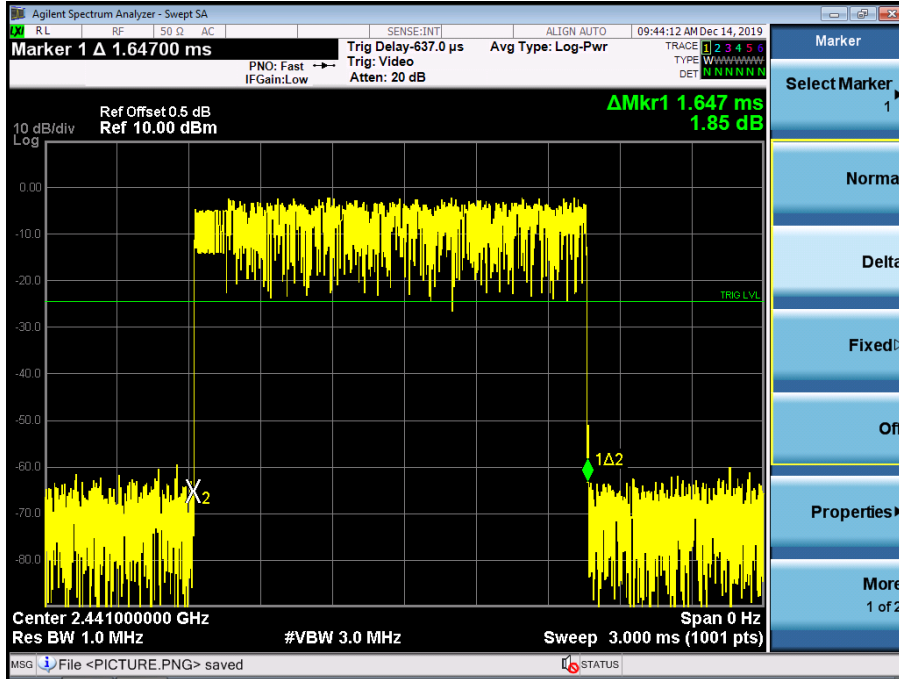 Agilent Spectrum Analyzer - Swept SA
LXI RL RF 50 Ω AC SENSE:INT ALIGN AUTO 09:44:12 AM Dec 14, 2019
Marker 1 Δ 1.64700 ms
PNO: Fast
IFGain:Low
Trig Delay-637.0 µs
Trig: Video
Atten: 20 dB
Avg Type: Log-Pwr
TRACE 1 2 3 4 5 6
TYPE WWWWWW
DET N N N N N N
ΔMkr1 1.647 ms
1.85 dB
Ref Offset 0.5 dB
10 dB/div Ref 10.00 dBm
Log
0.00
-10.0
-20.0
TRIG LVL
-30.0
-40.0
-50.0
-60.0
1Δ2
2
-70.0
-80.0
Center 2.441000000 GHz Span 0 Hz
Res BW 1.0 MHz #VBW 3.0 MHz Sweep 3.000 ms (1001 pts)
MSG File <PICTURE.PNG> saved STATUS
Marker
Select Marker
1
Norma
Delta
Fixed
Off
Properties
More
1 of 2